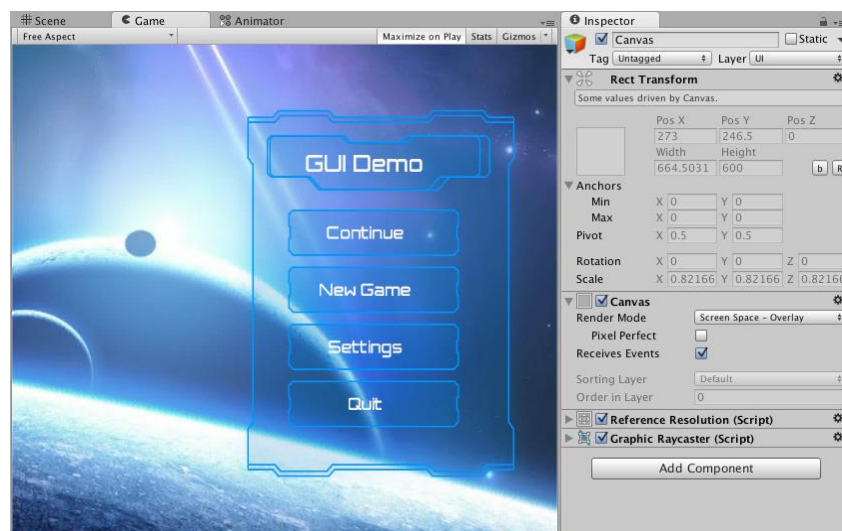 Scene Game Animator
Free Aspect Maximize on Play Stats Gizmos
GUI Demo
Continue
New Game
Settings
Quit
Inspector
Canvas Static
Tag Untagged Layer UI
Rect Transform
Some values driven by Canvas.
Pos X Pos Y Pos Z
273 246.5 0
Width Height
664.5031 600 b R
Anchors
Min X 0 Y 0
Max X 0 Y 0
Pivot X 0.5 Y 0.5
Rotation X 0 Y 0 Z 0
Scale X 0.82166 Y 0.82166 Z 0.82166
Canvas
Render Mode Screen Space - Overlay
Pixel Perfect
Receives Events
Sorting Layer Default
Order in Layer 0
Reference Resolution (Script)
Graphic Raycaster (Script)
Add Component